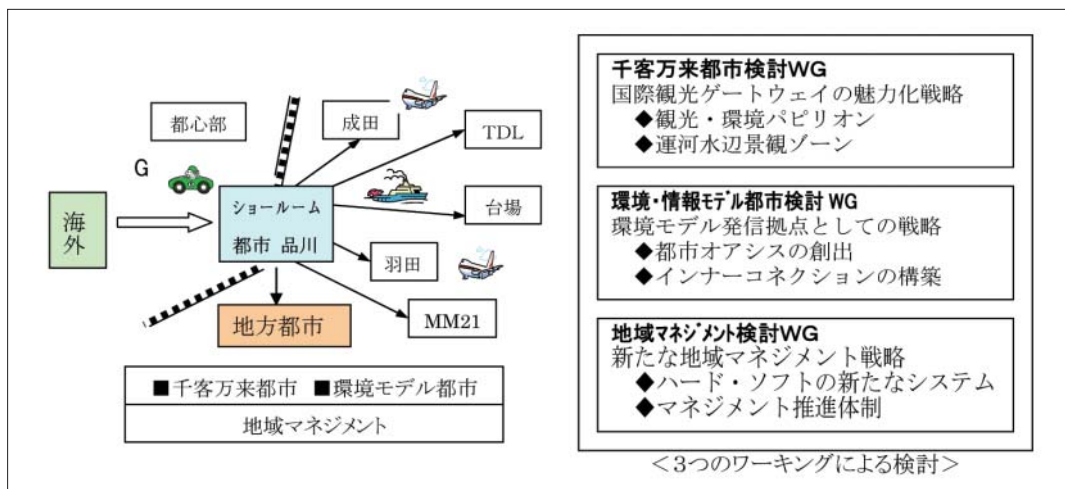 都心部
成田
TDL
G
海外
ショールーム
都市 品川
台場
羽田
地方都市
MM21
■千客万来都市 ■環境モデル都市
地域マネジメント
千客万来都市検討WG
国際観光ゲートウェイの魅力化戦略
◆観光・環境パビリオン
◆運河水辺景観ゾーン
環境・情報モデル都市検討WG
環境モデル発信拠点としての戦略
◆都市オアシスの創出
◆インナーコネクションの構築
地域マネジメント検討WG
新たな地域マネジメント戦略
◆ハード・ソフトの新たなシステム
◆マネジメント推進体制
＜3つのワーキングによる検討＞